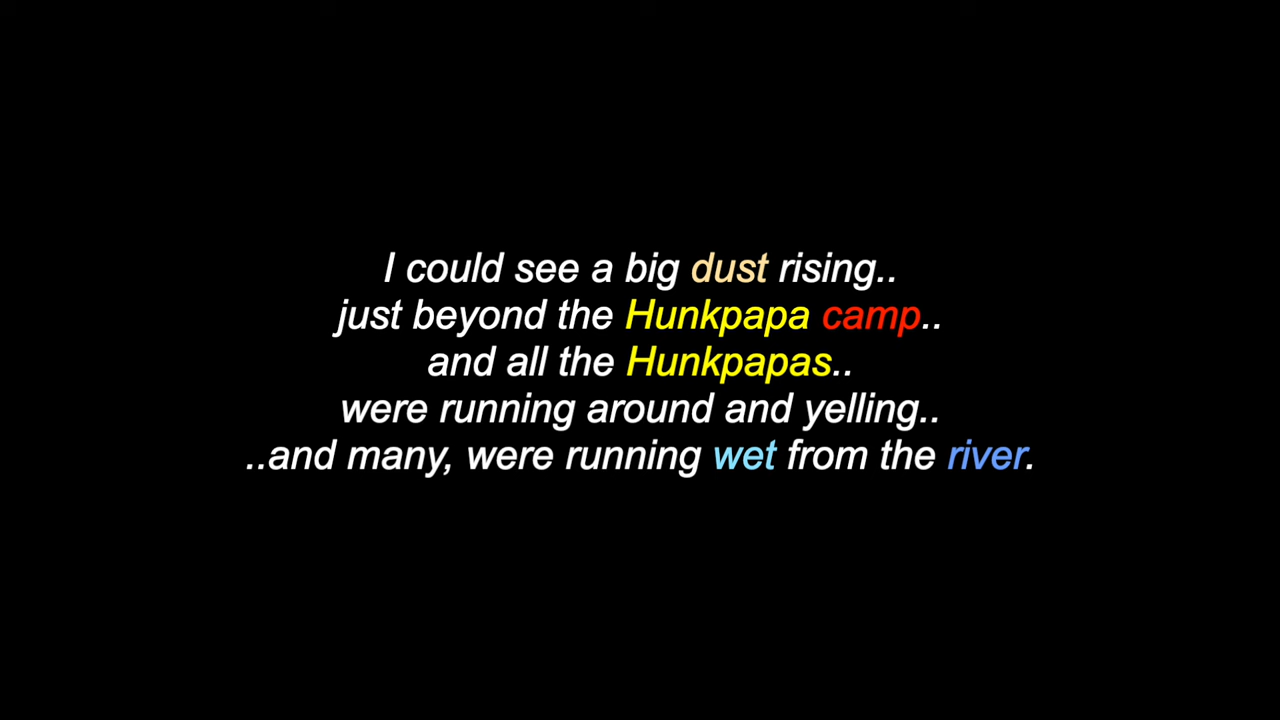 I could see a big dust rising..
just beyond the Hunkpapa camp..
and all the Hunkpapas..
were running around and yelling..
..and many, were running wet from the river.